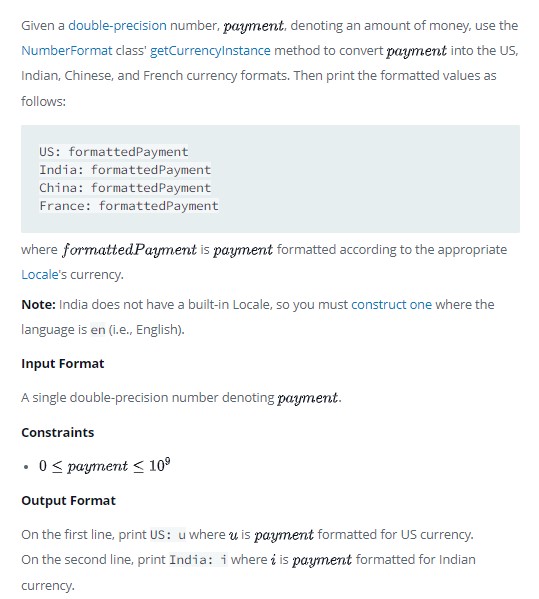 Given a double-precision number, payment, denoting an amount of money, use the
NumberFormat class' getCurrencyInstance method to convert payment into the US,
Indian, Chinese, and French currency formats. Then print the formatted values as
follows:
US: formattedPayment
India: formattedPayment
China: formattedPayment
France: formattedPayment
where formattedPayment is payment formatted according to the appropriate
Locale's currency.
Note: India does not have a built-in Locale, so you must construct one where the
language is en (i.e., English).
Input Format
A single double-precision number denoting payment.
Constraints
• 0 ≤ payment ≤ 10⁹
Output Format
On the first line, print US: u where u is payment formatted for US currency.
On the second line, print India: i where i is payment formatted for Indian
currency.